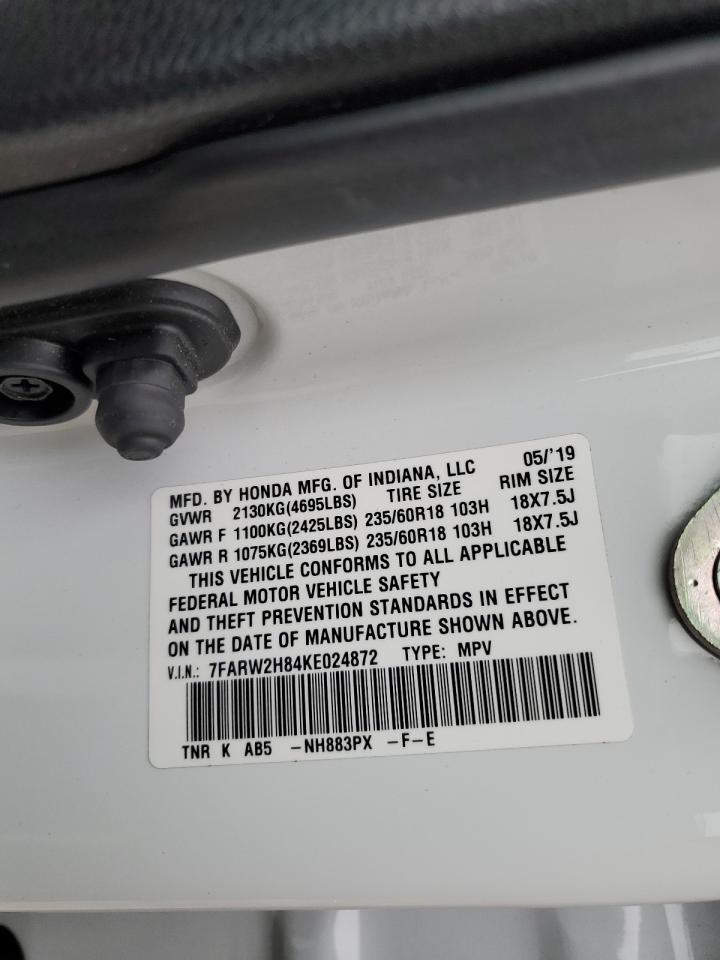 MFD. BY HONDA MFG. OF INDIANA, LLC 05/'19
GVWR 2130KG(4695LBS) TIRE SIZE RIM SIZE
GAWR F 1100KG(2425LBS) 235/60R18 103H 18X7.5J
GAWR R 1075KG(2369LBS) 235/60R18 103H 18X7.5J
THIS VEHICLE CONFORMS TO ALL APPLICABLE
FEDERAL MOTOR VEHICLE SAFETY
AND THEFT PREVENTION STANDARDS IN EFFECT
ON THE DATE OF MANUFACTURE SHOWN ABOVE.
V.I.N.: 7FARW2H84KE024872 TYPE: MPV
TNR K AB5 -NH883PX -F-E